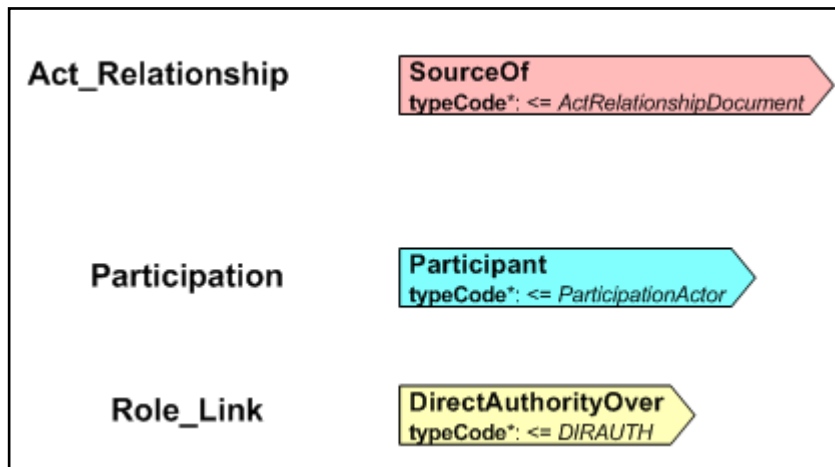 Act_Relationship
SourceOf
typeCode*: <= ActRelationshipDocument
Participation
Participant
typeCode*: <= ParticipationActor
Role_Link
DirectAuthorityOver
typeCode*: <= DIRAUTH